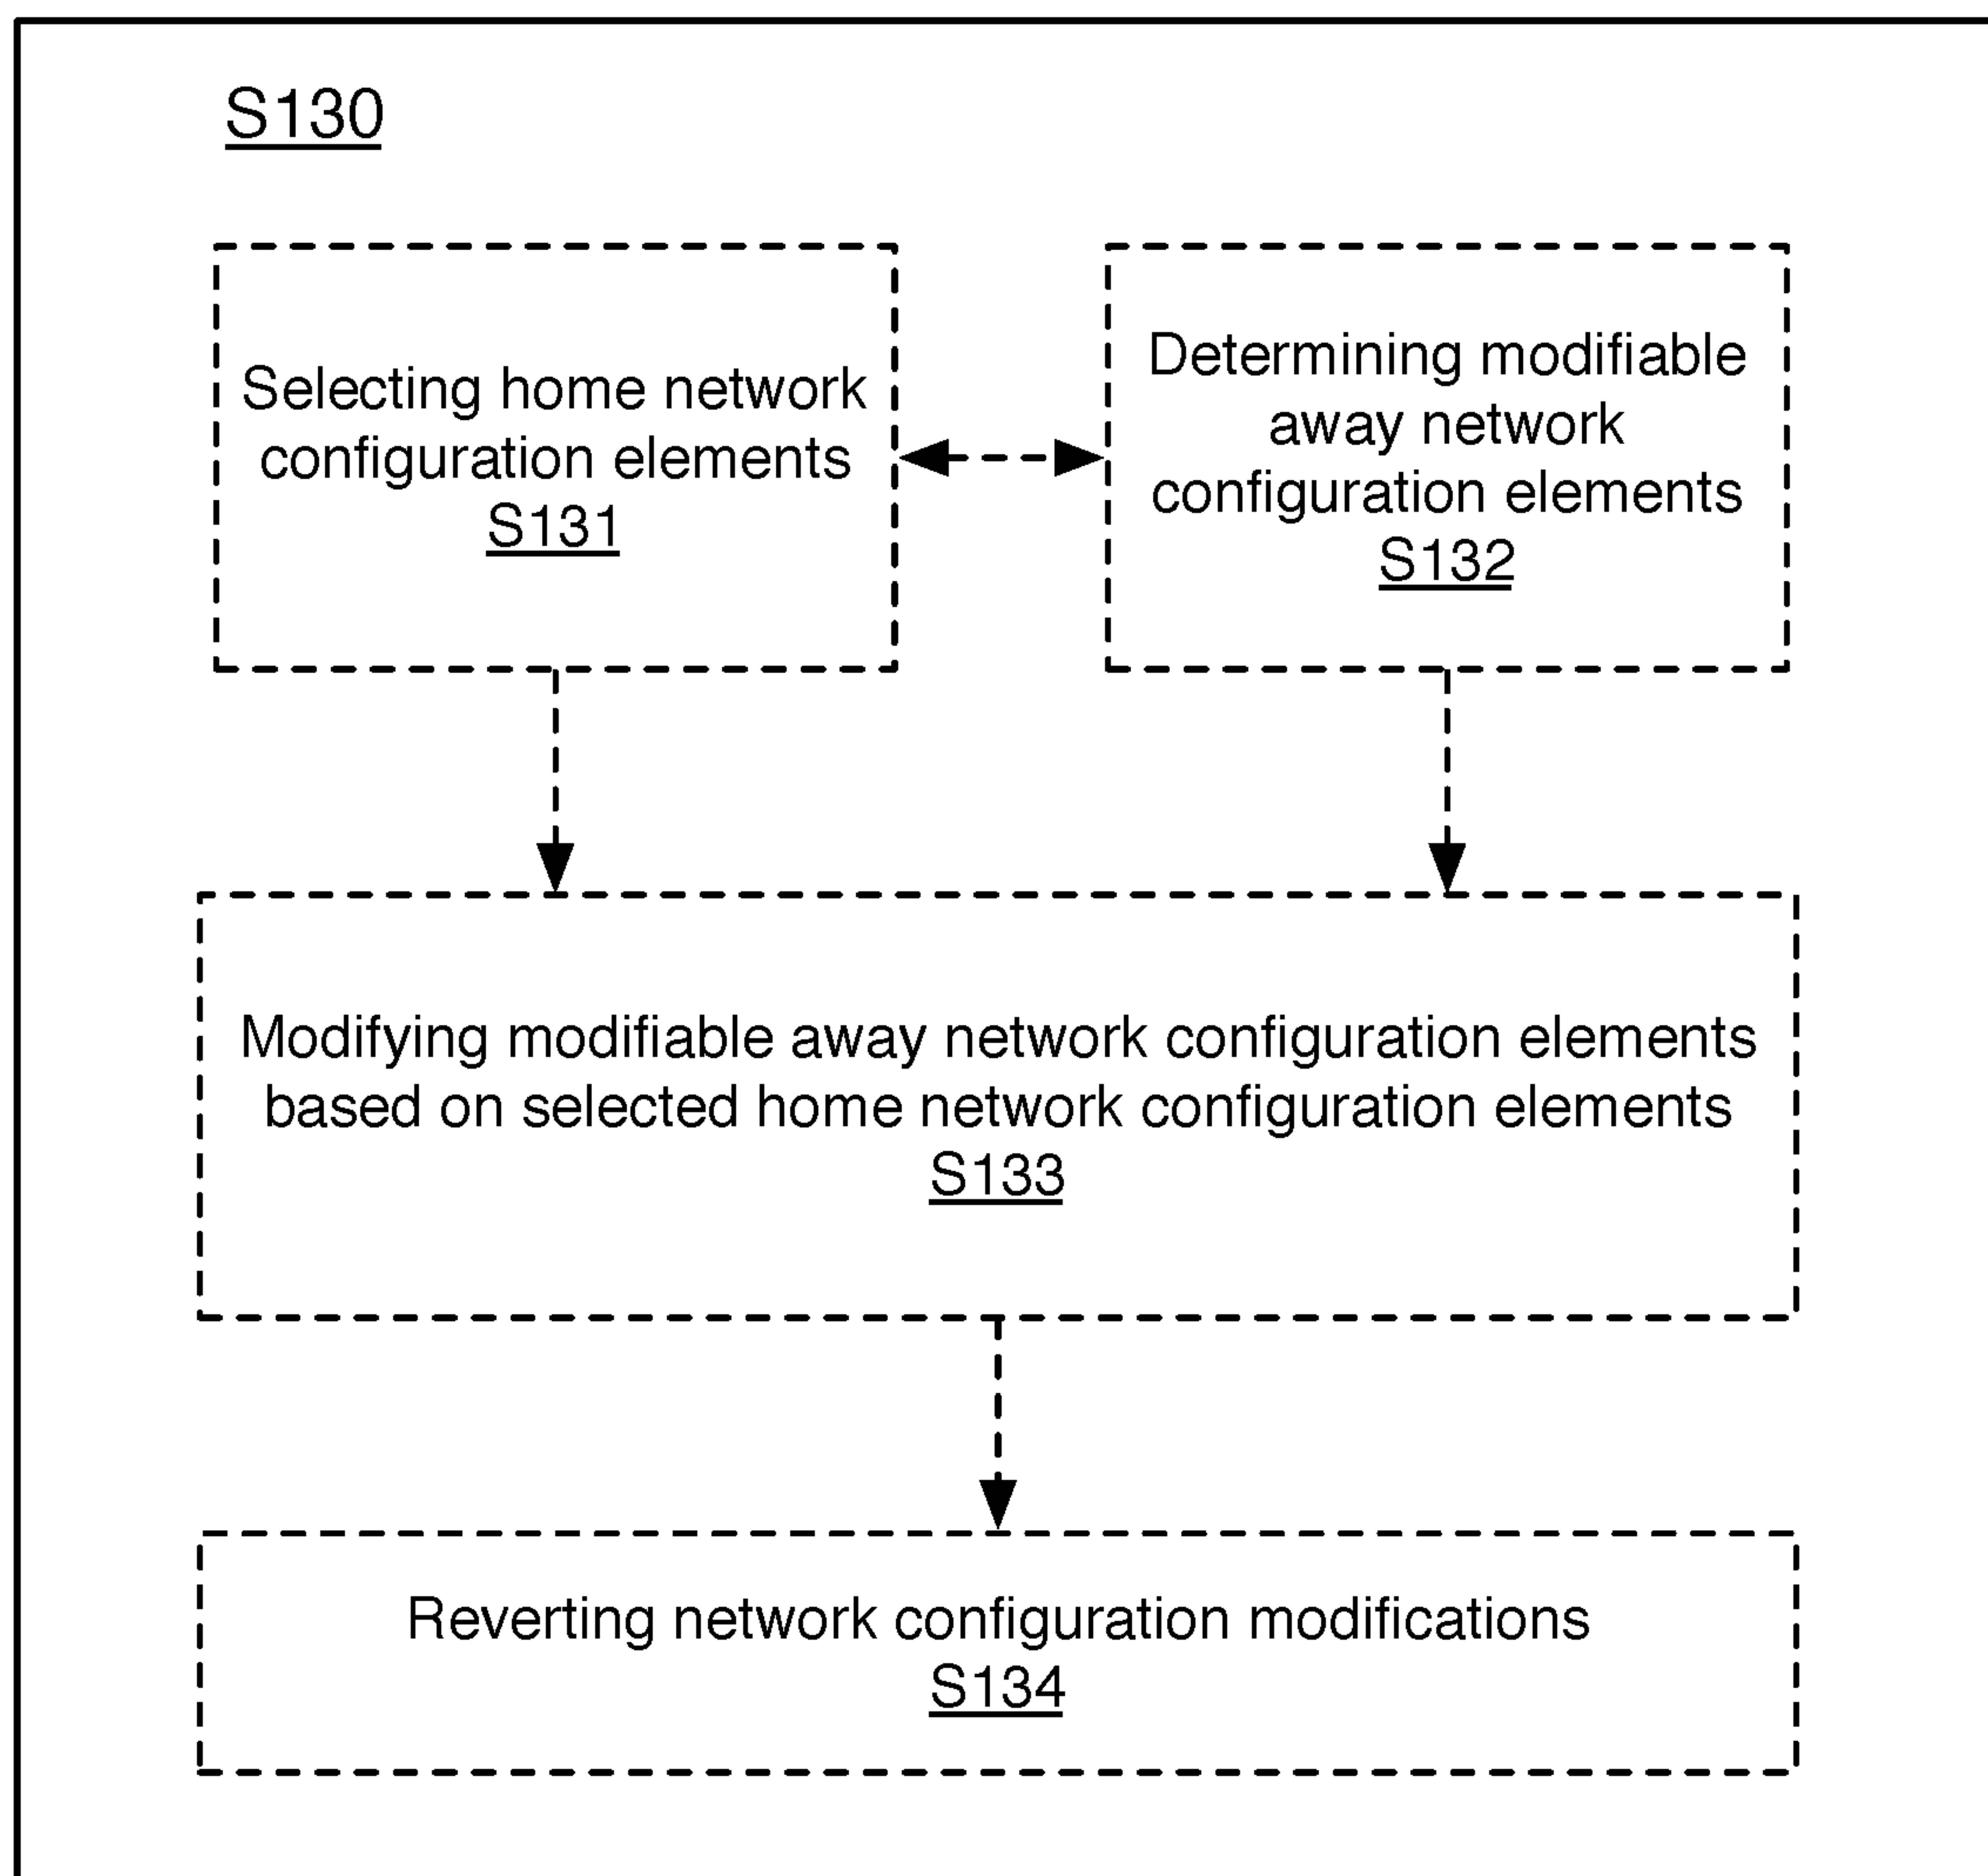 S130
Selecting home network
configuration elements
S131
Determining modifiable
away network
configuration elements
S132
Modifying modifiable away network configuration elements
based on selected home network configuration elements
S133
Reverting network configuration modifications
S134